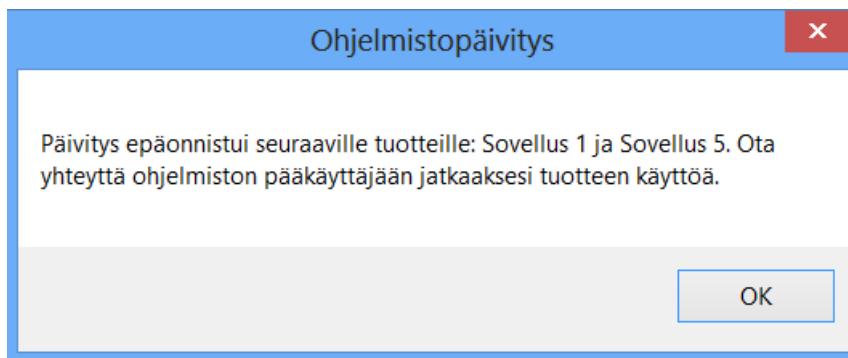 Ohjelmistopäivitys
Päivitys epäonnistui seuraaville tuotteille: Sovellus 1 ja Sovellus 5. Ota
yhteyttä ohjelmiston pääkäyttäjään jatkaaksesi tuotteen käyttöä.
OK